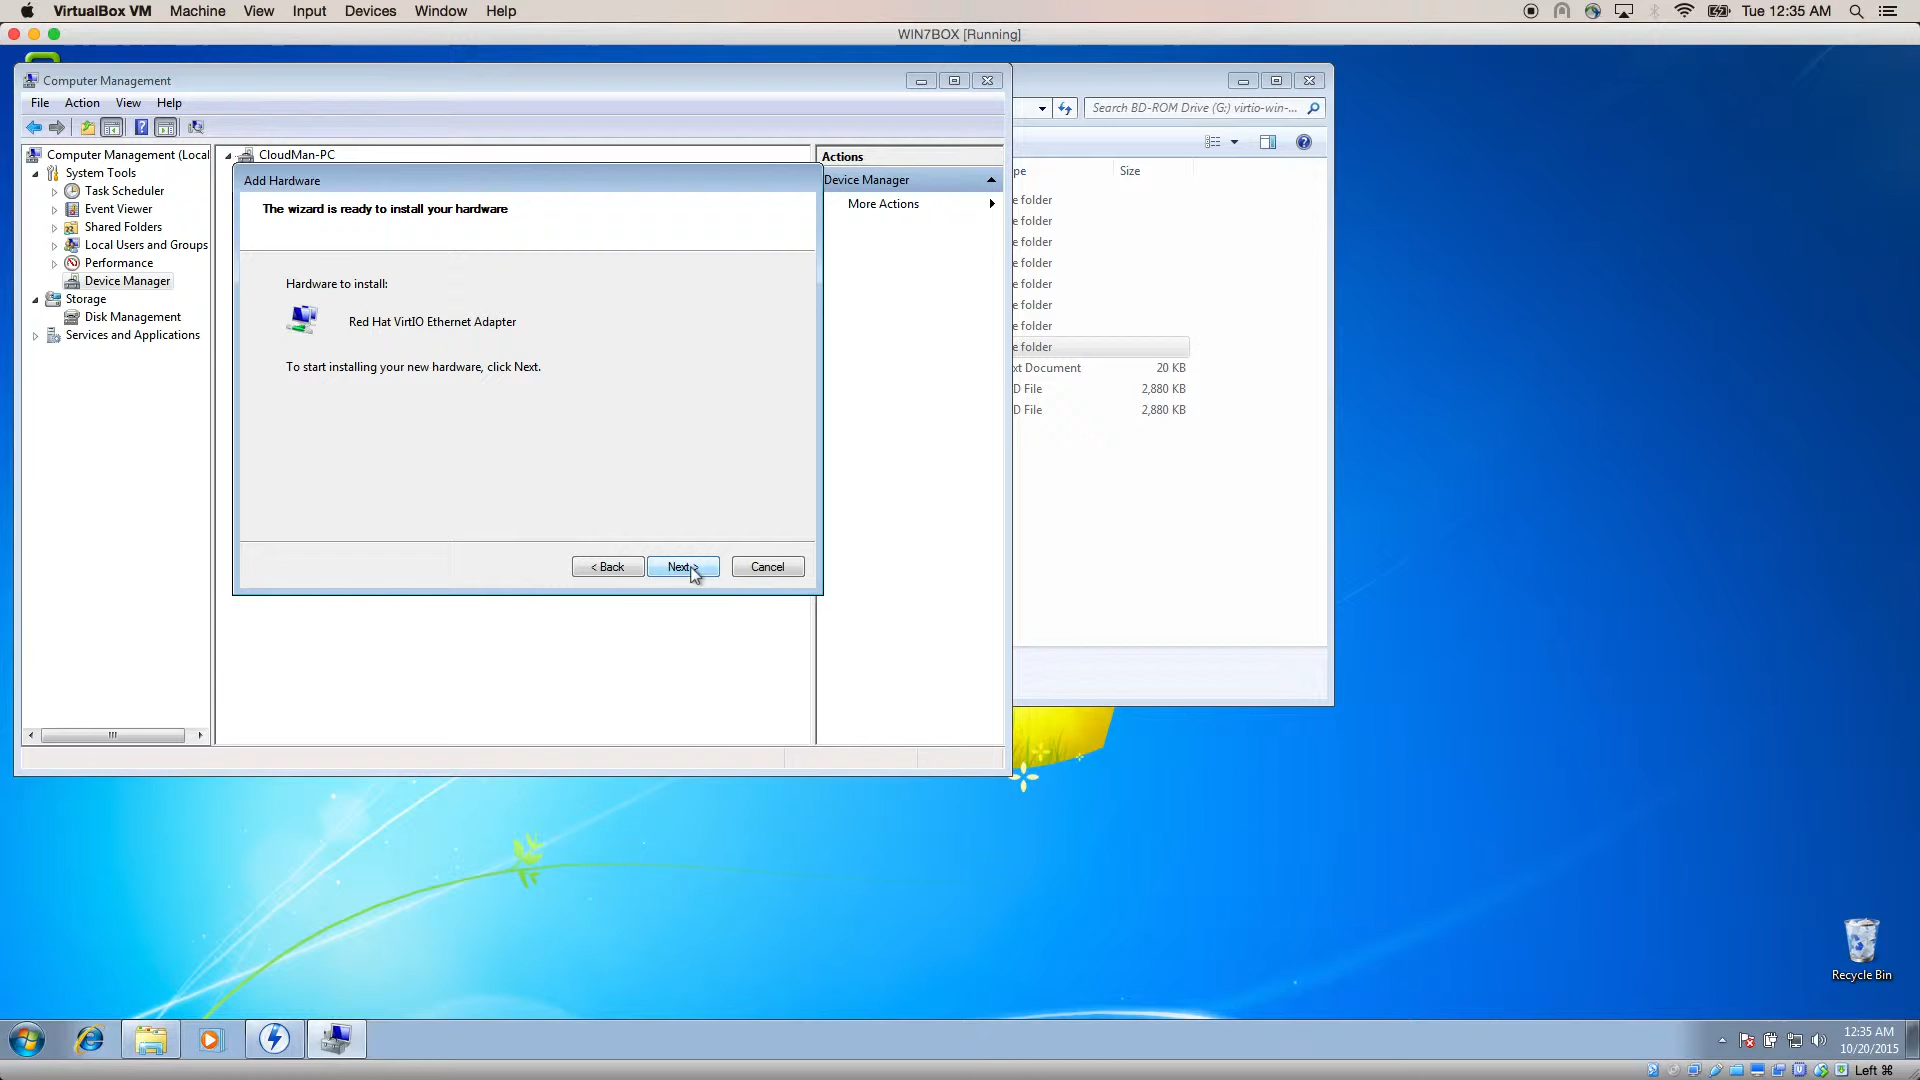 VirtualBox VM Machine View Input Devices Window Help Tue 12:35 AM
WIN7BOX [Running]
Computer Management
File Action View Help
Search BD-ROM Drive (G:) virtio-win-...
Computer Management (Local
System Tools
Task Scheduler
Event Viewer
Shared Folders
Local Users and Groups
Performance
Device Manager
Storage
Disk Management
Services and Applications
CloudMan-PC
Add Hardware
The wizard is ready to install your hardware
Hardware to install:
Red Hat VirtIO Ethernet Adapter
To start installing your new hardware, click Next.
< Back Next > Cancel
Actions
Device Manager
More Actions
pe Size
e folder
e folder
e folder
e folder
e folder
e folder
e folder
e folder
xt Document 20 KB
D File 2,880 KB
D File 2,880 KB
Recycle Bin
12:35 AM
10/20/2015
Left ⌘